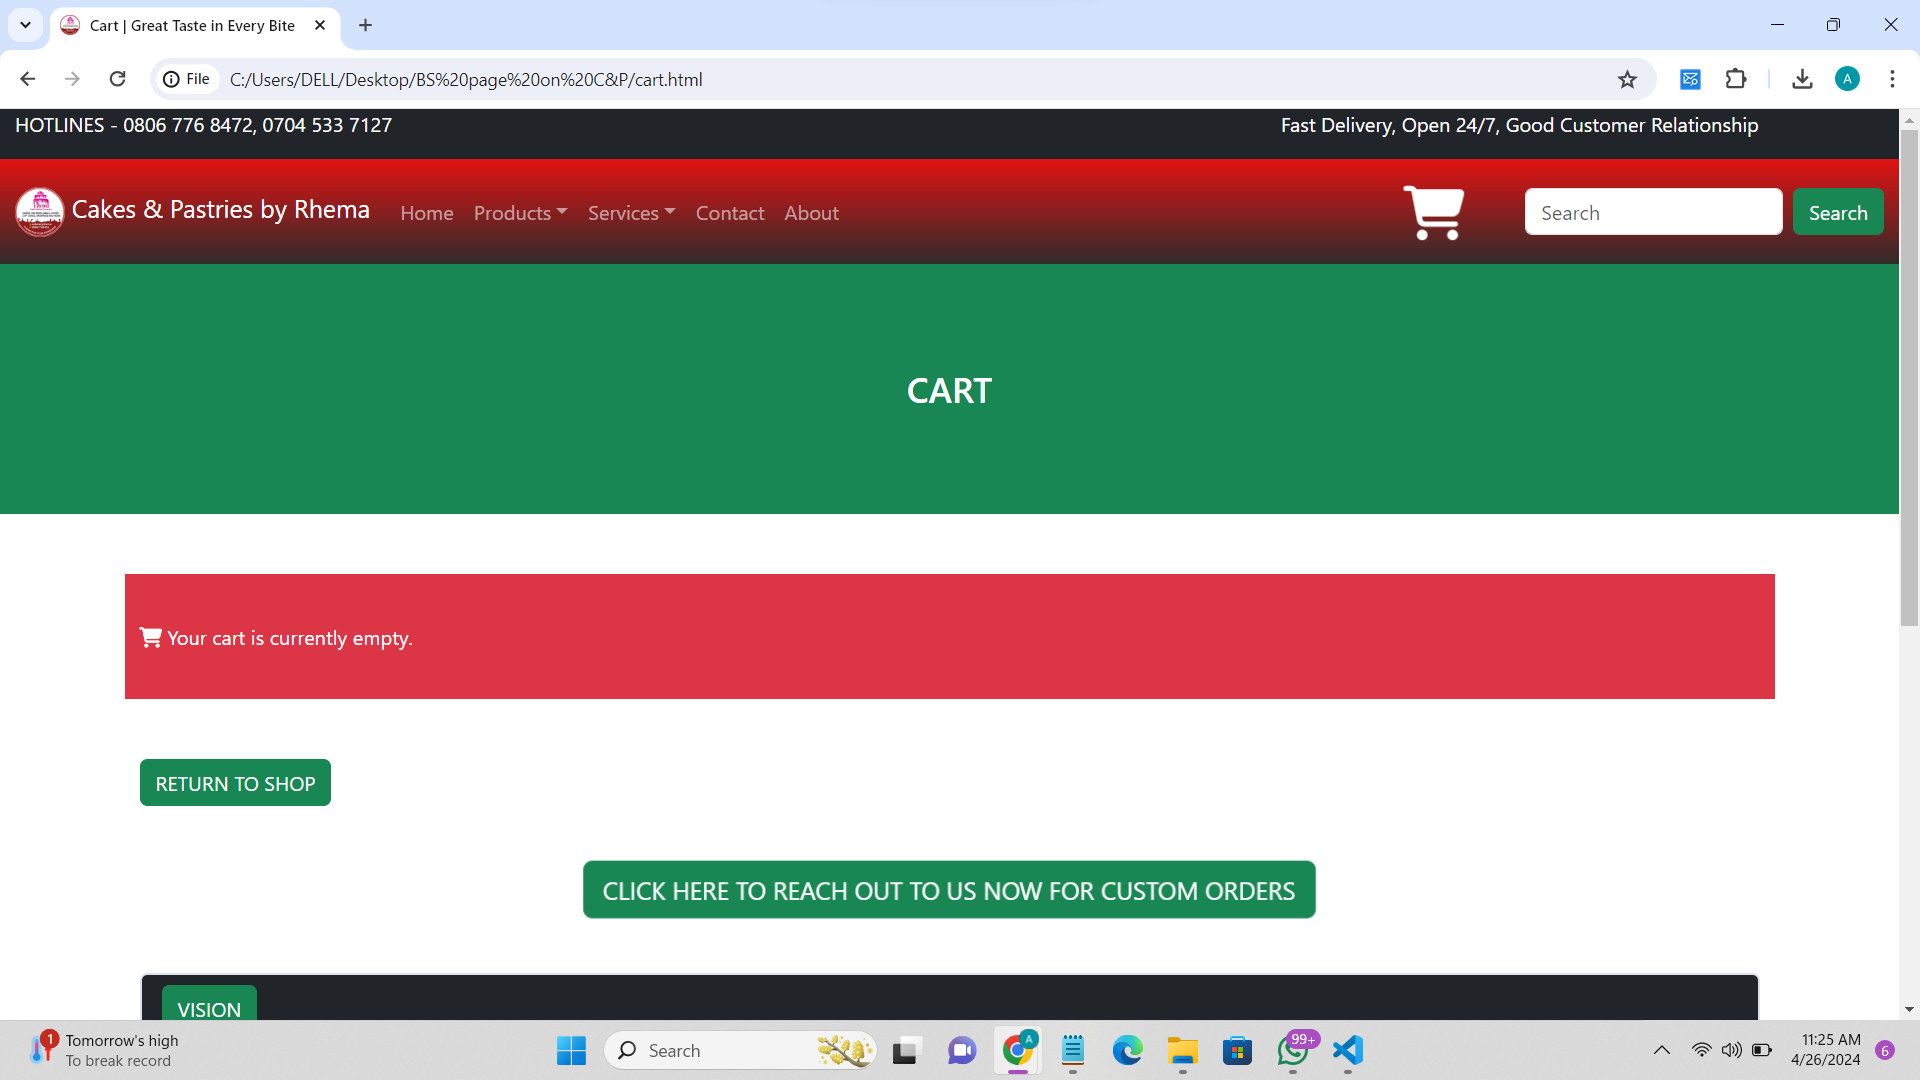 Cart | Great Taste in Every Bite
File
C:/Users/DELL/Desktop/BS%20page%20on%20C&P/cart.html
A
HOTLINES - 0806 776 8472, 0704 533 7127
Fast Delivery, Open 24/7, Good Customer Relationship
Cakes & Pastries by Rhema
Home
Products
Services
Contact
About
Search
Search
CART
Your cart is currently empty.
RETURN TO SHOP
CLICK HERE TO REACH OUT TO US NOW FOR CUSTOM ORDERS
VISION
1
Tomorrow's high
To break record
Search
A
99+
11:25 AM
4/26/2024
6